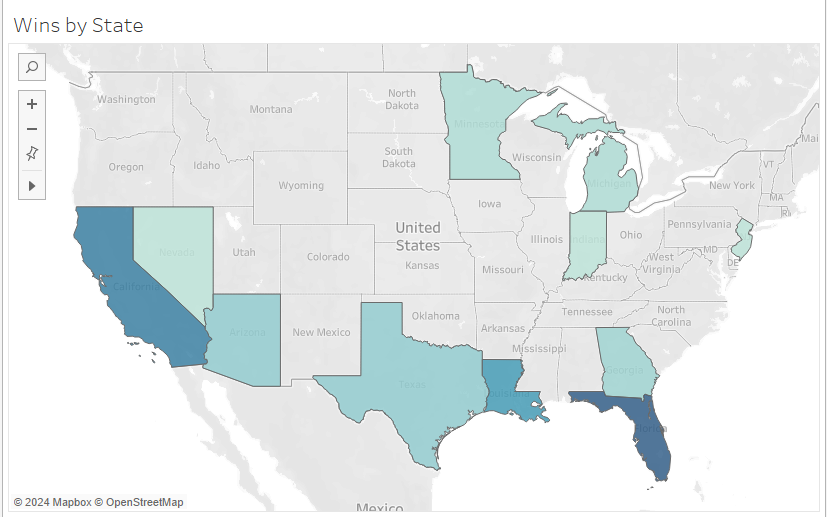 Wins by State
Washington
Montana
North
Dakota
Minnesota
Oregon
Idaho
South
Dakota
Wisconsin
Michigan
Wyoming
Iowa
New York
VT
MA
Mai
Nevada
Utah
Colorado
United
States
Kansas
Illinois
Indiana
Ohio
Pennsylvania
MD
DE
West
Virginia
Missouri
Kentucky
California
Arizona
New Mexico
Oklahoma
Arkansas
Tennessee
North
Carolina
Mississippi
Texas
Louisiana
Georgia
Florida
Mexico
© 2024 Mapbox © OpenStreetMap